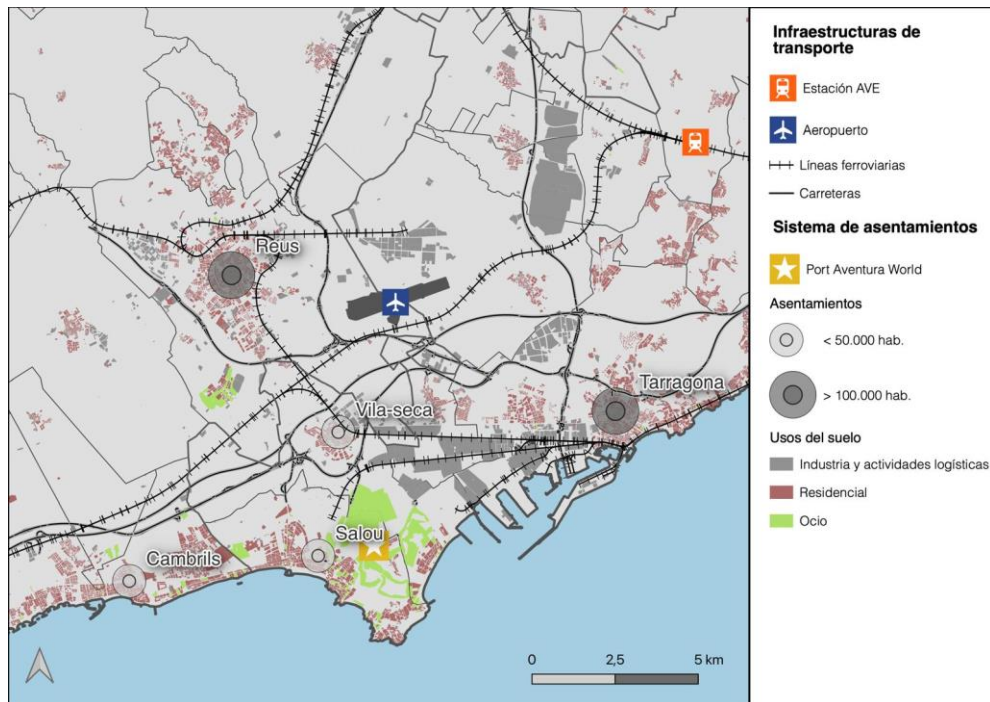 Reus
Vila-seca
Tarragona
Salou
Cambrils
0 2,5 5 km
Infraestructuras de
transporte
Estación AVE
Aeropuerto
Líneas ferroviarias
Carreteras
Sistema de asentamientos
Port Aventura World
Asentamientos
< 50.000 hab.
> 100.000 hab.
Usos del suelo
Industria y actividades logísticas
Residencial
Ocio